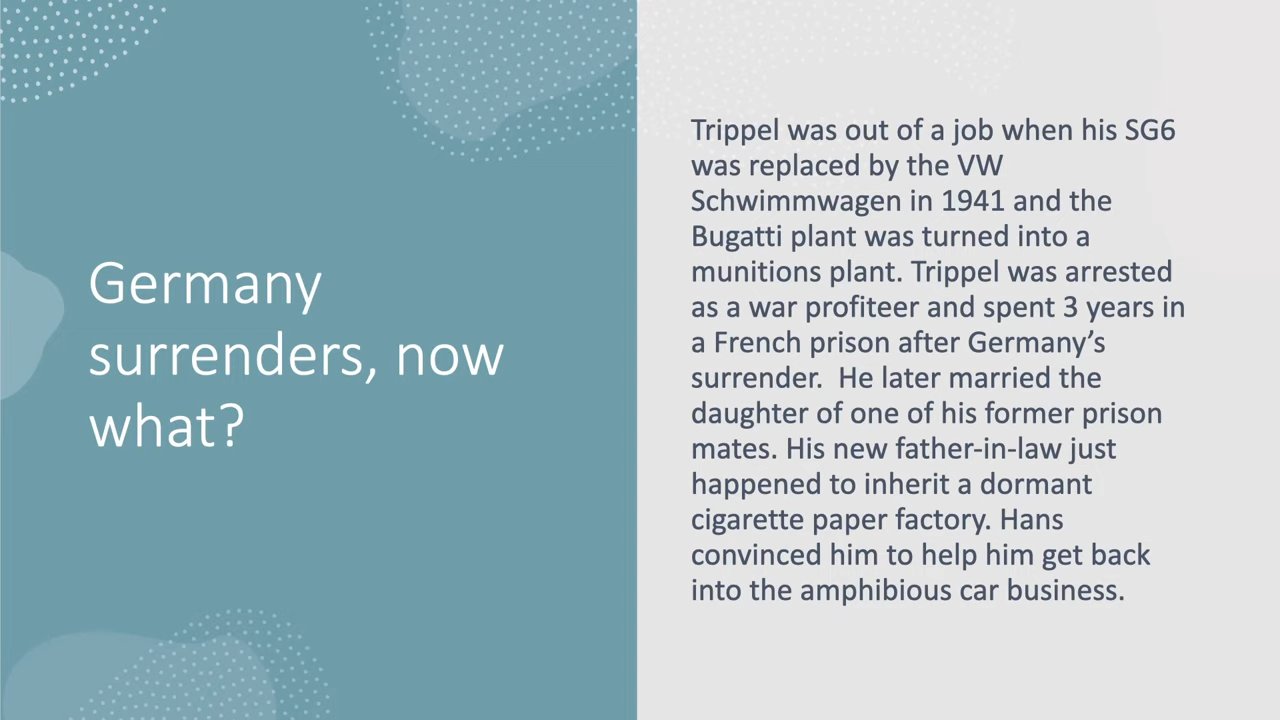 Germany
surrenders, now
what?
Trippel was out of a job when his SG6
was replaced by the VW
Schwimmwagen in 1941 and the
Bugatti plant was turned into a
munitions plant. Trippel was arrested
as a war profiteer and spent 3 years in
a French prison after Germany’s
surrender.  He later married the
daughter of one of his former prison
mates. His new father-in-law just
happened to inherit a dormant
cigarette paper factory. Hans
convinced him to help him get back
into the amphibious car business.